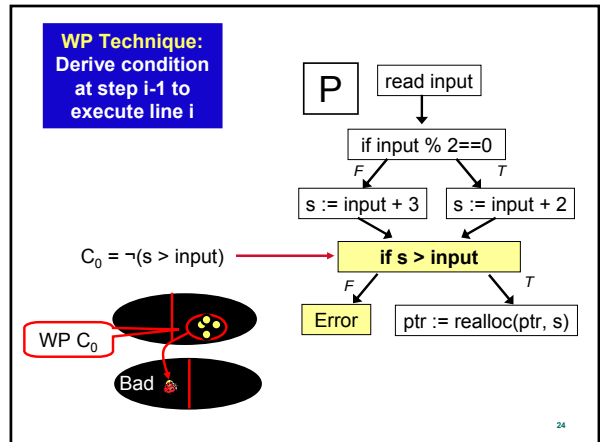 WP Technique:
Derive condition
at step i-1 to
execute line i
P
read input
if input % 2==0
F
T
s := input + 3
s := input + 2
C₀ = ¬(s > input)
if s > input
F
T
Error
ptr := realloc(ptr, s)
WP C₀
Bad
24